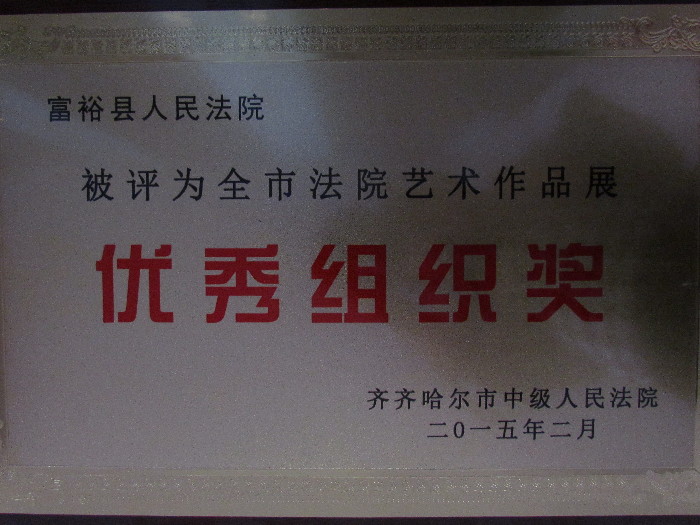 富裕县人民法院
被评为全市法院艺术作品展
优秀组织奖
齐齐哈尔市中级人民法院
二0一五年二月